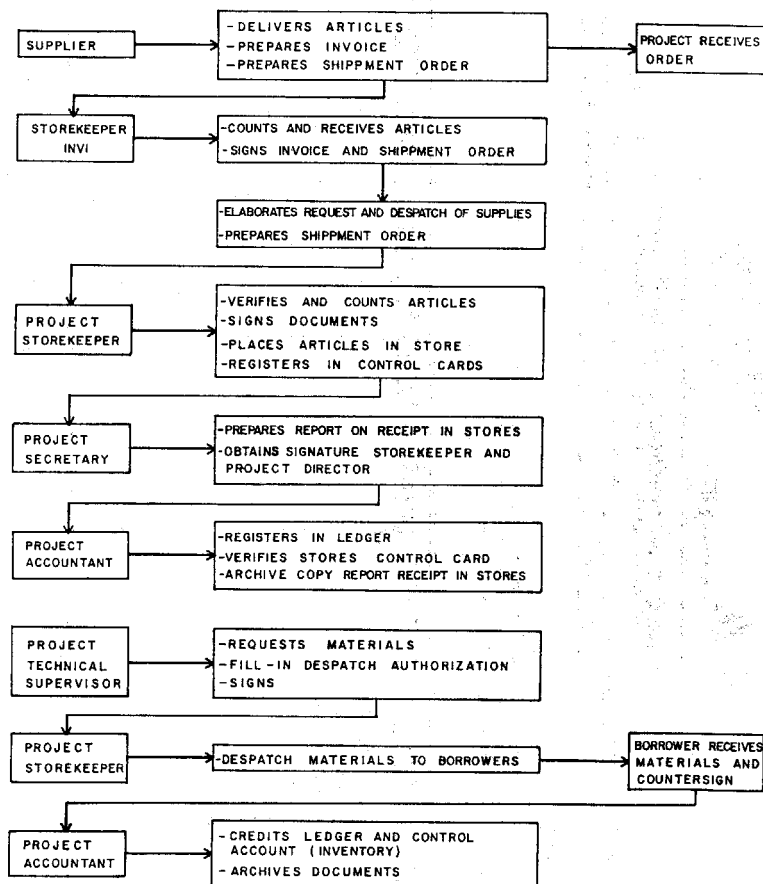 SUPPLIER
-DELIVERS ARTICLES
-PREPARES INVOICE
-PREPARES SHIPPMENT ORDER
PROJECT RECEIVES
ORDER
STOREKEEPER
INVI
-COUNTS AND RECEIVES ARTICLES
-SIGNS INVOICE AND SHIPPMENT ORDER
-ELABORATES REQUEST AND DESPATCH OF SUPPLIES
-PREPARES SHIPPMENT ORDER
PROJECT
STOREKEEPER
-VERIFIES AND COUNTS ARTICLES
-SIGNS DOCUMENTS
-PLACES ARTICLES IN STORE
-REGISTERS IN CONTROL CARDS
PROJECT
SECRETARY
-PREPARES REPORT ON RECEIPT IN STORES
-OBTAINS SIGNATURE STOREKEEPER AND
PROJECT DIRECTOR
PROJECT
ACCOUNTANT
-REGISTERS IN LEDGER
-VERIFIES STORES CONTROL CARD
-ARCHIVE COPY REPORT RECEIPT IN STORES
PROJECT
TECHNICAL
SUPERVISOR
-REQUESTS MATERIALS
-FILL-IN DESPATCH AUTHORIZATION
-SIGNS
PROJECT
STOREKEEPER
-DESPATCH MATERIALS TO BORROWERS
BORROWER RECEIVES
MATERIALS AND
COUNTERSIGN
PROJECT
ACCOUNTANT
-CREDITS LEDGER AND CONTROL
ACCOUNT (INVENTORY)
-ARCHIVES DOCUMENTS